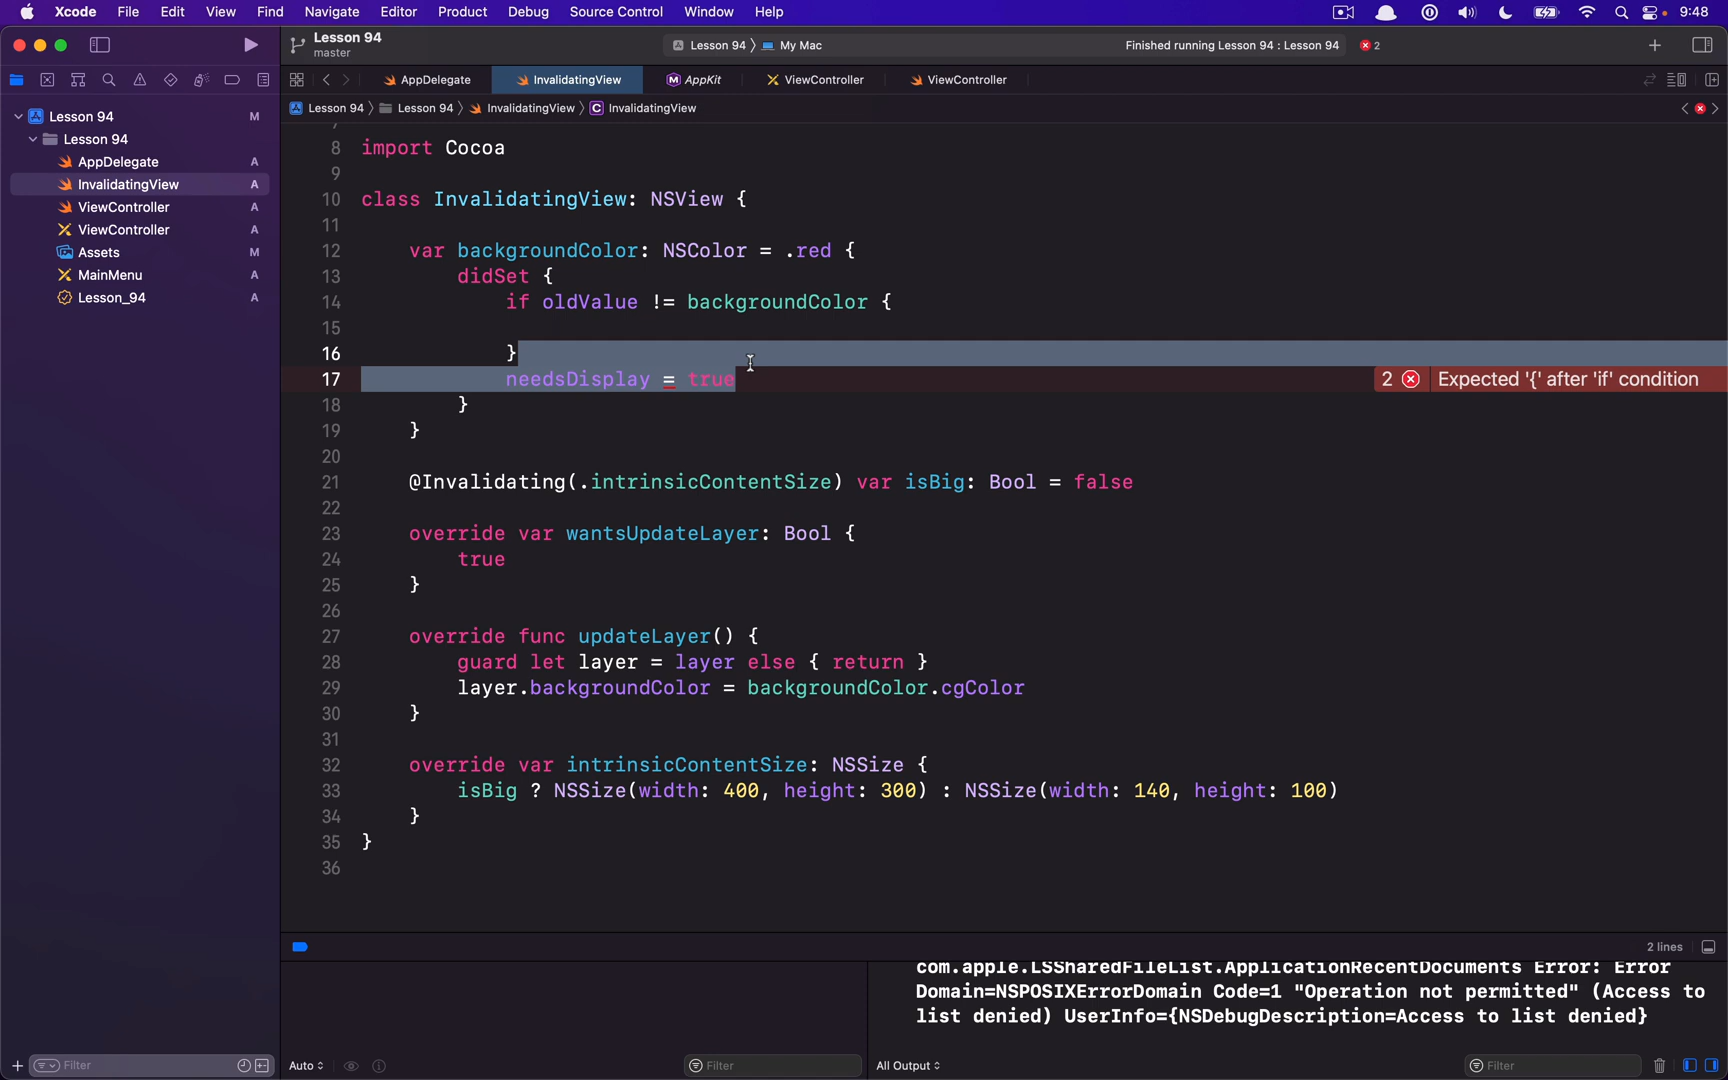 Xcode File Edit View Find Navigate Editor Product Debug Source Control Window Help 9:48
Lesson 94
master
Lesson 94 My Mac
Finished running Lesson 94 : Lesson 94
2
AppDelegate InvalidatingView AppKit ViewController ViewController
Lesson 94 Lesson 94 InvalidatingView InvalidatingView
Lesson 94 M
Lesson 94
AppDelegate A
InvalidatingView A
ViewController A
ViewController A
Assets M
MainMenu A
Lesson_94 A
8 import Cocoa
9
10 class InvalidatingView: NSView {
11
12 var backgroundColor: NSColor = .red {
13 didSet {
14 if oldValue != backgroundColor {
15
16 }
17 needsDisplay = true 2 Expected '{' after 'if' condition
18 }
19 }
20
21 @Invalidating(.intrinsicContentSize) var isBig: Bool = false
22
23 override var wantsUpdateLayer: Bool {
24 true
25 }
26
27 override func updateLayer() {
28 guard let layer = layer else { return }
29 layer.backgroundColor = backgroundColor.cgColor
30 }
31
32 override var intrinsicContentSize: NSSize {
33 isBig ? NSSize(width: 400, height: 300) : NSSize(width: 140, height: 100)
34 }
35 }
36
2 lines
com.apple.LSSharedFileList.ApplicationRecentDocuments Error: Error
Domain=NSPOSIXErrorDomain Code=1 "Operation not permitted" (Access to
list denied) UserInfo={NSDebugDescription=Access to list denied}
Filter Auto Filter All Output Filter